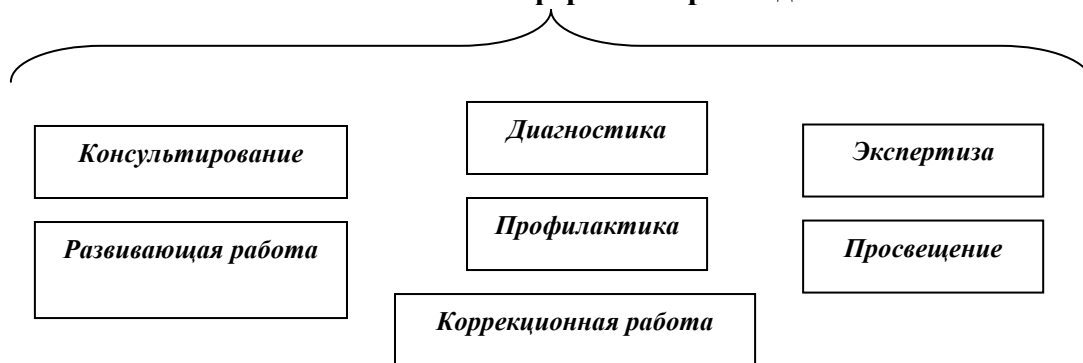 Консультирование
Диагностика
Экспертиза
Развивающая работа
Профилактика
Просвещение
Коррекционная работа